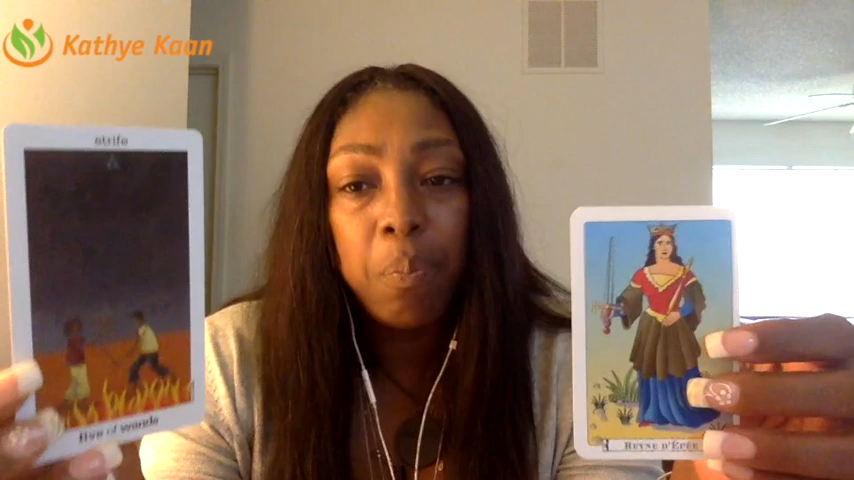 Kathye Kaan
strife
five of wands
REYNE D'ÉPÉE